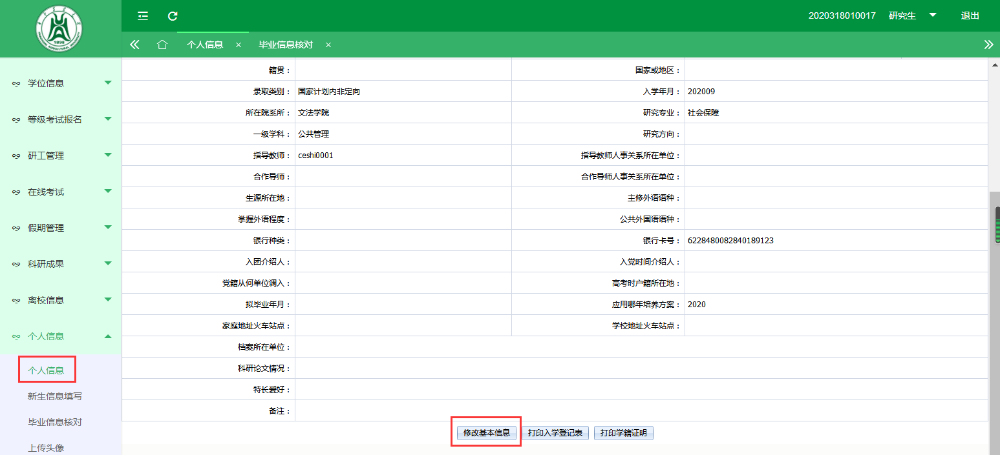 2020318010017 研究生 退出
个人信息 × 毕业信息核对 ×
1898
学位信息
等级考试报名
研工管理
在线考试
假期管理
科研成果
离校信息
个人信息
个人信息
新生信息填写
毕业信息核对
上传头像
籍贯： 国家或地区：
录取类别： 国家计划内非定向 入学年月： 202009
所在院系所： 文法学院 研究专业： 社会保障
一级学科： 公共管理 研究方向：
指导教师： ceshi0001 指导教师人事关系所在单位：
合作导师： 合作导师人事关系所在单位：
生源所在地： 主修外语语种：
掌握外语程度： 公共外国语语种：
银行种类： 银行卡号： 6228480082840189123
入团介绍人： 入党时间介绍人：
党籍从何单位调入： 高考时户籍所在地：
拟毕业年月： 应用哪年培养方案： 2020
家庭地址火车站点： 学校地址火车站点：
档案所在单位：
科研论文情况：
特长爱好：
备注：
修改基本信息 打印入学登记表 打印学籍证明